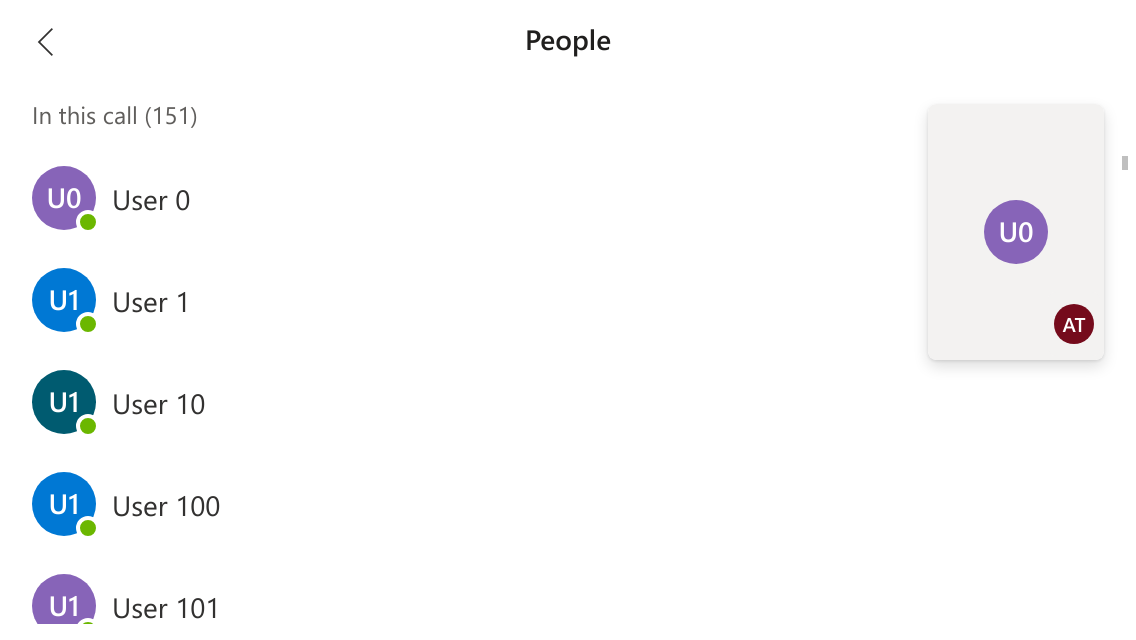 People
In this call (151)
U0 User 0
U1 User 1
U1 User 10
U1 User 100
U1 User 101
U0
AT